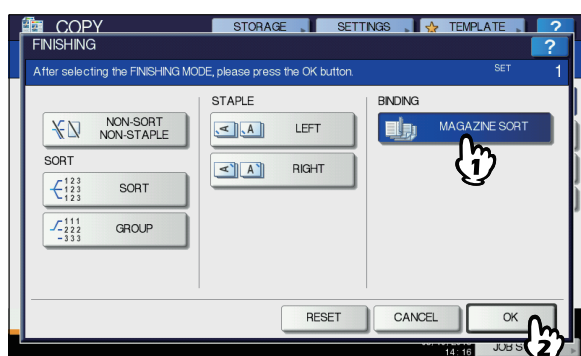 COPY STORAGE SETTINGS TEMPLATE ?
FINISHING ?
After selecting the FINISHING MODE, please press the OK button. SET 1
NON-SORT
NON-STAPLE
SORT
123
123
123
SORT
111
-222
-333
GROUP
STAPLE
A A LEFT
A A RIGHT
BINDING
MAGAZINE SORT
1
RESET CANCEL OK
2
14:16 JOB S